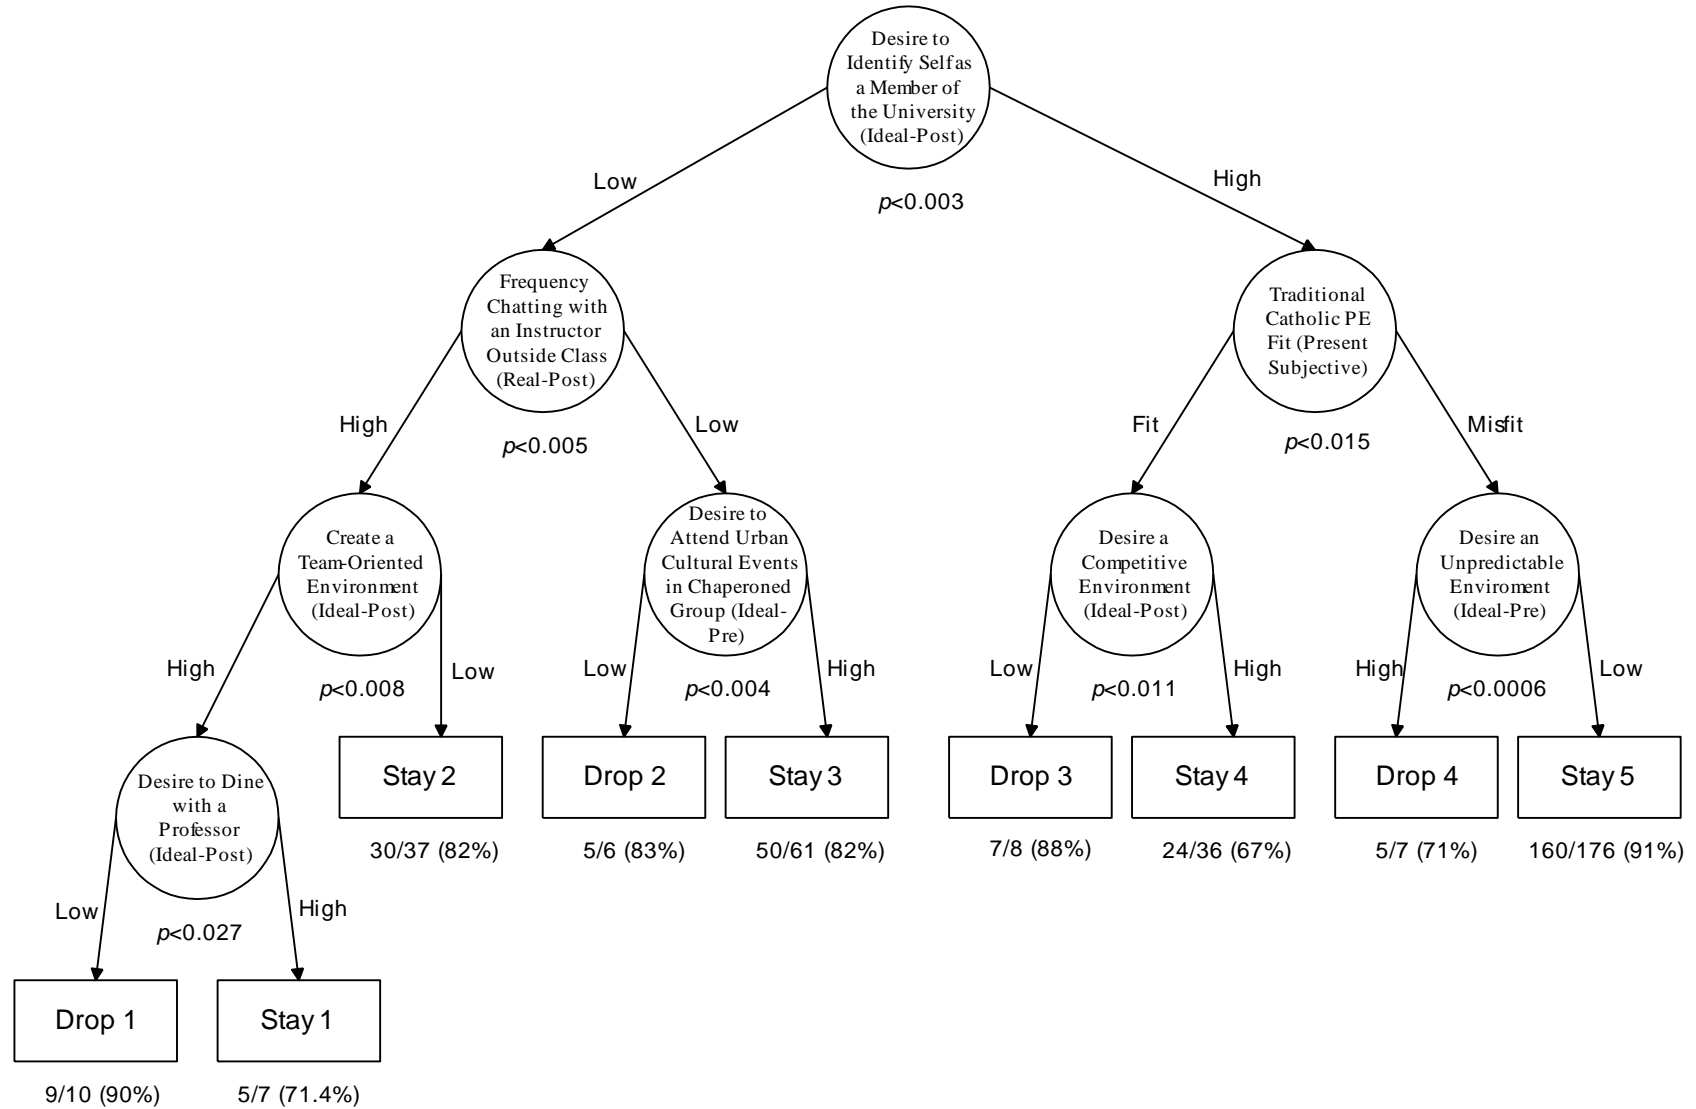 Desire to
Identify Self as
a Member of
the University
(Ideal-Post)
Low
High
p<0.003
Frequency
Chatting with
an Instructor
Outside Class
(Real-Post)
Traditional
Catholic PE
Fit (Present
Subjective)
High
Low
p<0.005
Fit
Misfit
p<0.015
Create a
Team-Oriented
Environment
(Ideal-Post)
Desire to
Attend Urban
Cultural Events
in Chaperoned
Group (Ideal-
Pre)
Desire a
Competitive
Environment
(Ideal-Post)
Desire an
Unpredictable
Enviroment
(Ideal-Pre)
High
p<0.008
Low
Low
p<0.004
High
Low
p<0.011
High
High
p<0.0006
Low
Desire to Dine
with a
Professor
(Ideal-Post)
Stay 2
Drop 2
Stay 3
Drop 3
Stay 4
Drop 4
Stay 5
30/37 (82%)
5/6 (83%)
50/61 (82%)
7/8 (88%)
24/36 (67%)
5/7 (71%)
160/176 (91%)
Low
p<0.027
High
Drop 1
Stay 1
9/10 (90%)
5/7 (71.4%)